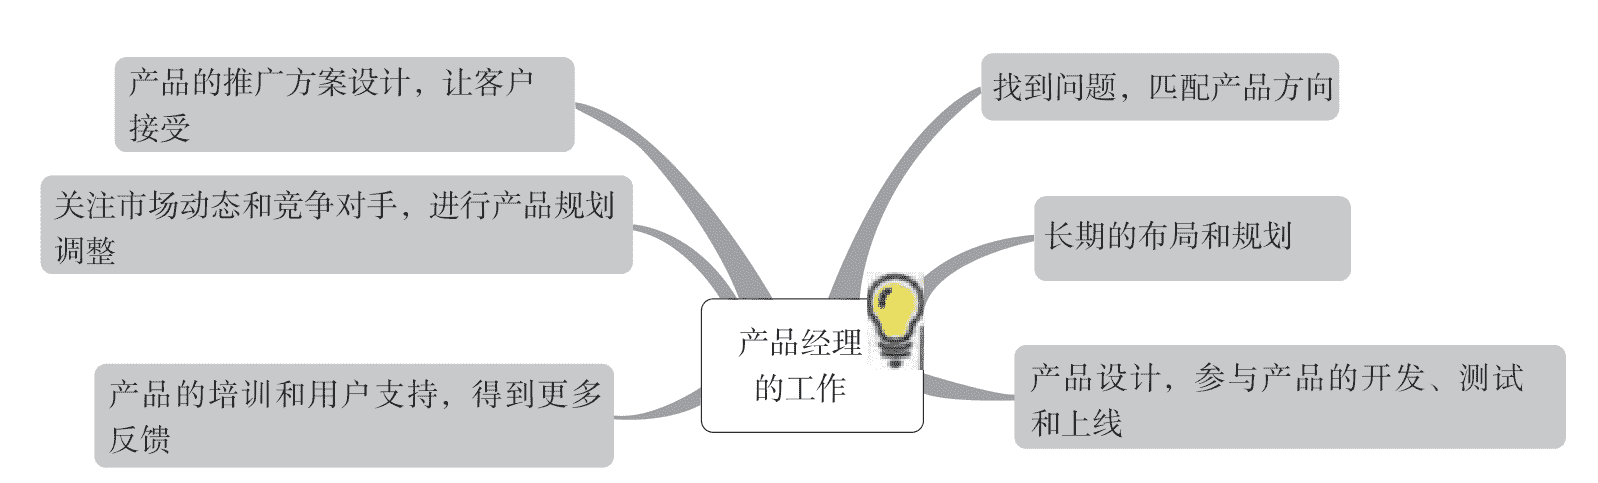 产品的推广方案设计，让客户
接受
关注市场动态和竞争对手，进行产品规划
调整
产品的培训和用户支持，得到更多
反馈
产品经理
的工作
找到问题，匹配产品方向
长期的布局和规划
产品设计，参与产品的开发、测试
和上线